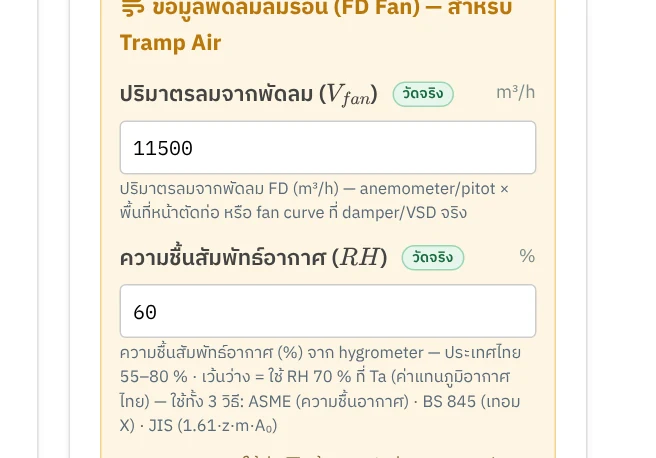 ข้อมูลพัดลมลมร้อน (FD Fan) — สำหรับ
Tramp Air
ปริมาตรลมจากพัดลม (V_fan) วัดจริง m³/h
11500
ปริมาตรลมจากพัดลม FD (m³/h) — anemometer/pitot ×
พื้นที่หน้าตัดท่อ หรือ fan curve ที่ damper/VSD จริง
ความชื้นสัมพัทธ์อากาศ (RH) วัดจริง %
60
ความชื้นสัมพัทธ์อากาศ (%) จาก hygrometer — ประเทศไทย
55–80 % · เว้นว่าง = ใช้ RH 70 % ที่ Ta (ค่าแทนภูมิอากาศ
ไทย) — ใช้ทั้ง 3 วิธี: ASME (ความชื้นอากาศ) · BS 845 (เทอม
X) · JIS (1.61·z·m·A₀)